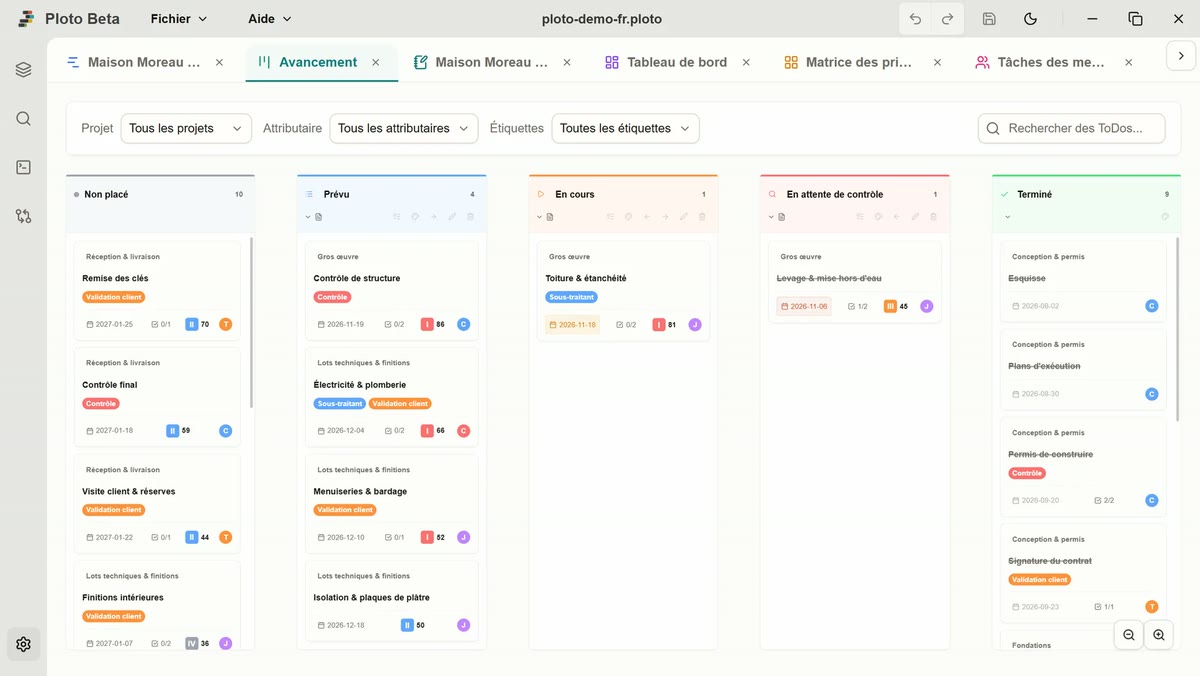 Ploto Beta Fichier Aide ploto-demo-fr.ploto
Maison Moreau ... Avancement Maison Moreau ... Tableau de bord Matrice des pri... Tâches des me...
Projet Tous les projets Attributaire Tous les attributaires Étiquettes Toutes les étiquettes Rechercher des ToDos...
Non placé 10
Réception & livraison
Remise des clés
Validation client
2027-01-25 0/1 II 70 T
Réception & livraison
Contrôle final
Contrôle
2027-01-18 II 59 C
Réception & livraison
Visite client & réserves
Validation client
2027-01-22 0/1 II 44 T
Lots techniques & finitions
Finitions intérieures
Validation client
2027-01-07 0/2 IV 36 J
Prévu 4
Gros œuvre
Contrôle de structure
Contrôle
2026-11-19 0/2 I 86 C
Lots techniques & finitions
Électricité & plomberie
Sous-traitant Validation client
2026-12-04 0/2 I 66 C
Lots techniques & finitions
Menuiseries & bardage
Validation client
2026-12-10 0/1 I 52 J
Lots techniques & finitions
Isolation & plaques de plâtre
2026-12-18 II 50 J
En cours 1
Gros œuvre
Toiture & étanchéité
Sous-traitant
2026-11-18 0/2 I 81 J
En attente de contrôle 1
Gros œuvre
Levage & mise hors d'eau
2026-11-06 1/2 III 45 J
Terminé 9
Conception & permis
Esquisse
2026-08-02 C
Conception & permis
Plans d'exécution
2026-08-30 C
Conception & permis
Permis de construire
Contrôle
2026-09-20 2/2 C
Conception & permis
Signature du contrat
Validation client
2026-09-23 1/1 T
Fondations